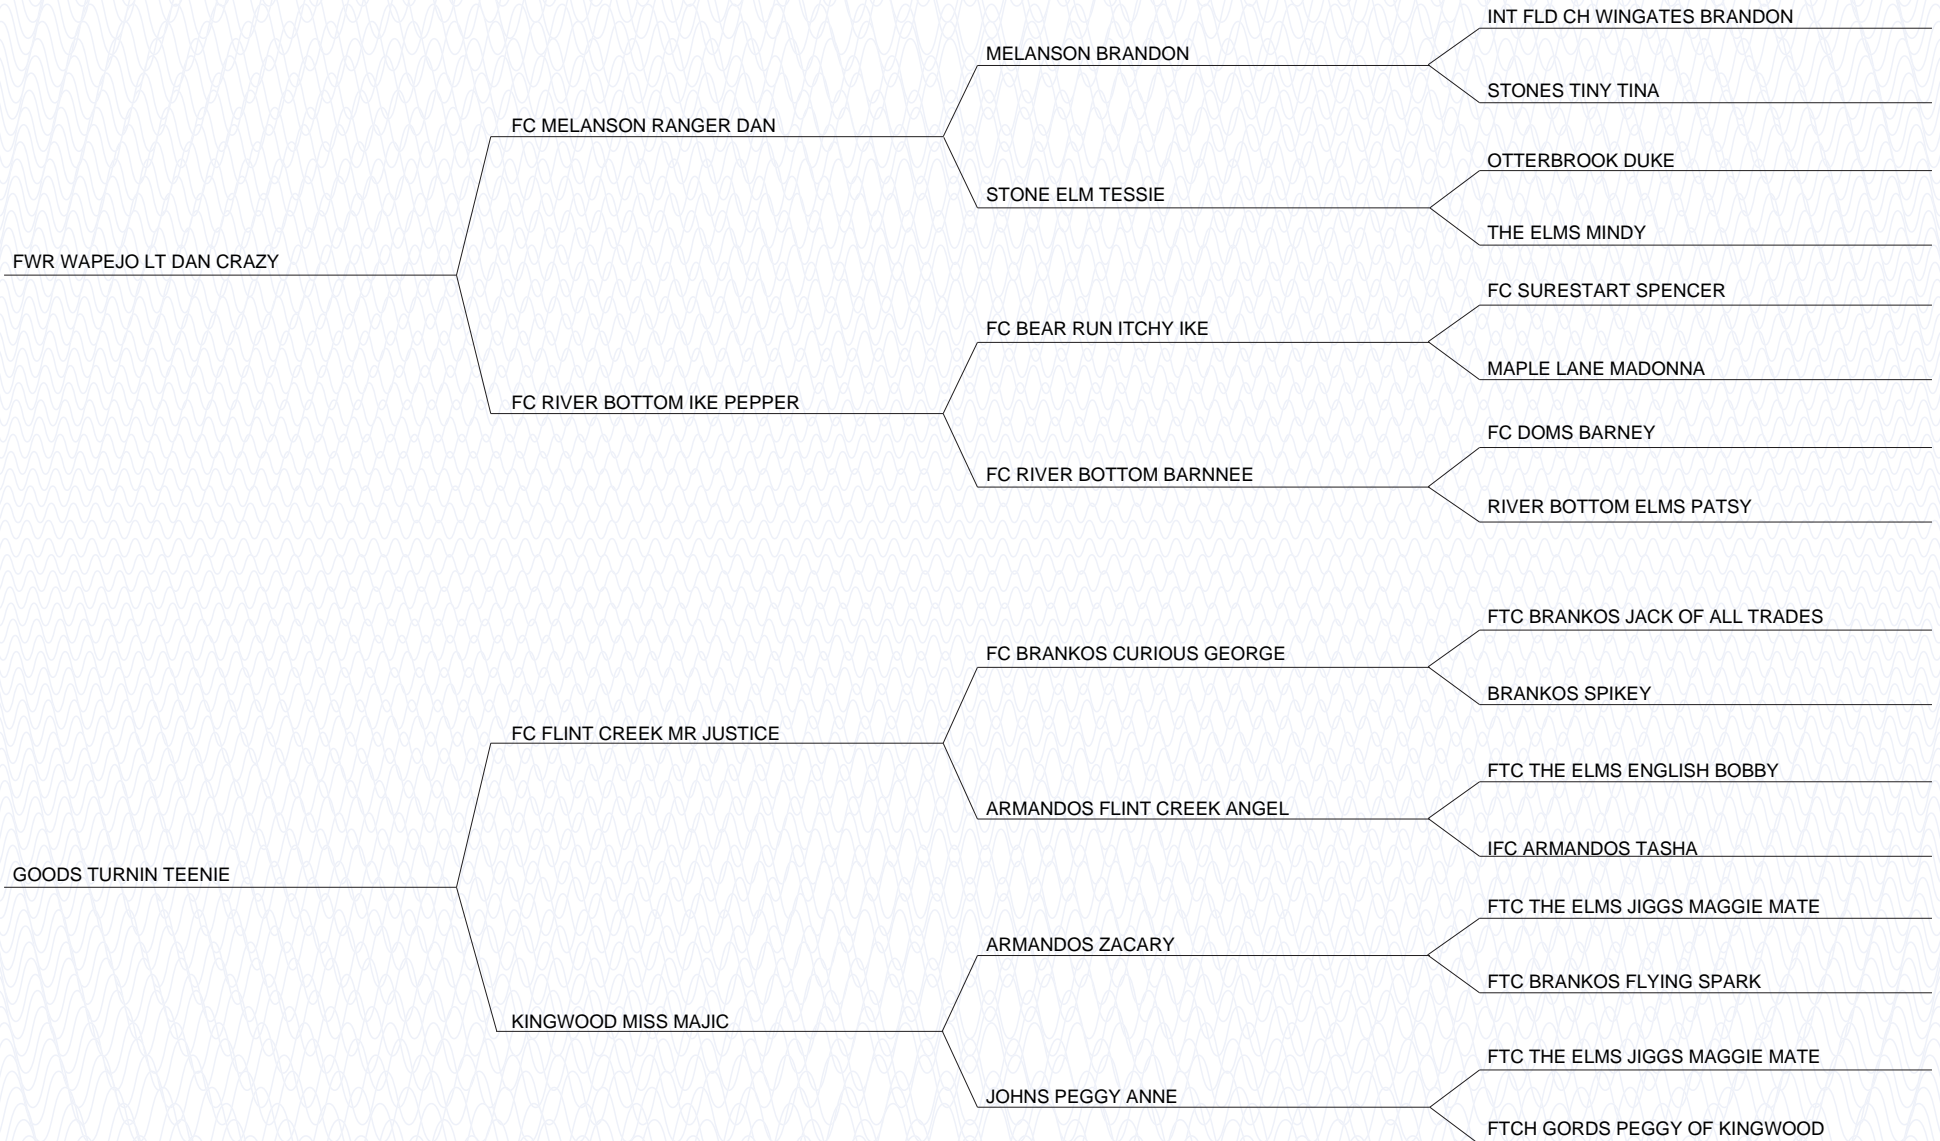 INT FLD CH WINGATES BRANDON
MELANSON BRANDON
STONES TINY TINA
FC MELANSON RANGER DAN
OTTERBROOK DUKE
STONE ELM TESSIE
THE ELMS MINDY
FWR WAPEJO LT DAN CRAZY
FC SURESTART SPENCER
FC BEAR RUN ITCHY IKE
MAPLE LANE MADONNA
FC RIVER BOTTOM IKE PEPPER
FC DOMS BARNEY
FC RIVER BOTTOM BARNNEE
RIVER BOTTOM ELMS PATSY
FTC BRANKOS JACK OF ALL TRADES
FC BRANKOS CURIOUS GEORGE
BRANKOS SPIKEY
FC FLINT CREEK MR JUSTICE
FTC THE ELMS ENGLISH BOBBY
ARMANDOS FLINT CREEK ANGEL
IFC ARMANDOS TASHA
GOODS TURNIN TEENIE
FTC THE ELMS JIGGS MAGGIE MATE
ARMANDOS ZACARY
FTC BRANKOS FLYING SPARK
KINGWOOD MISS MAJIC
FTC THE ELMS JIGGS MAGGIE MATE
JOHNS PEGGY ANNE
FTCH GORDS PEGGY OF KINGWOOD